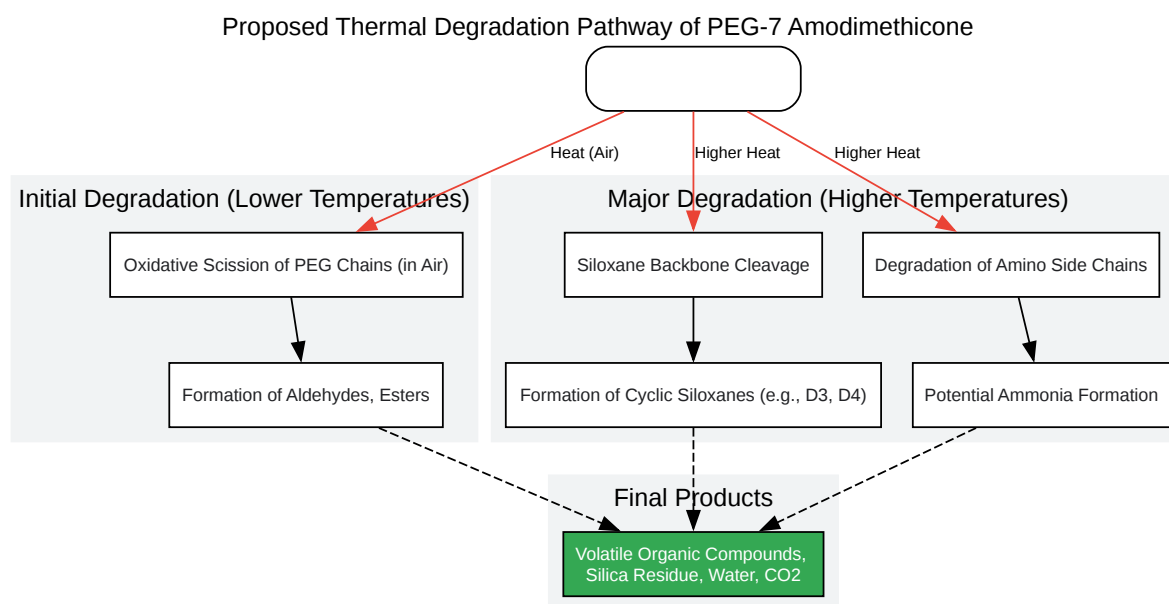 Proposed Thermal Degradation Pathway of PEG-7 Amodimethicone
Heat (Air)
Higher Heat
Higher Heat
Initial Degradation (Lower Temperatures)
Major Degradation (Higher Temperatures)
Oxidative Scission of PEG Chains (in Air)
Siloxane Backbone Cleavage
Degradation of Amino Side Chains
Formation of Aldehydes, Esters
Formation of Cyclic Siloxanes (e.g., D3, D4)
Potential Ammonia Formation
Final Products
Volatile Organic Compounds,
Silica Residue, Water, CO2